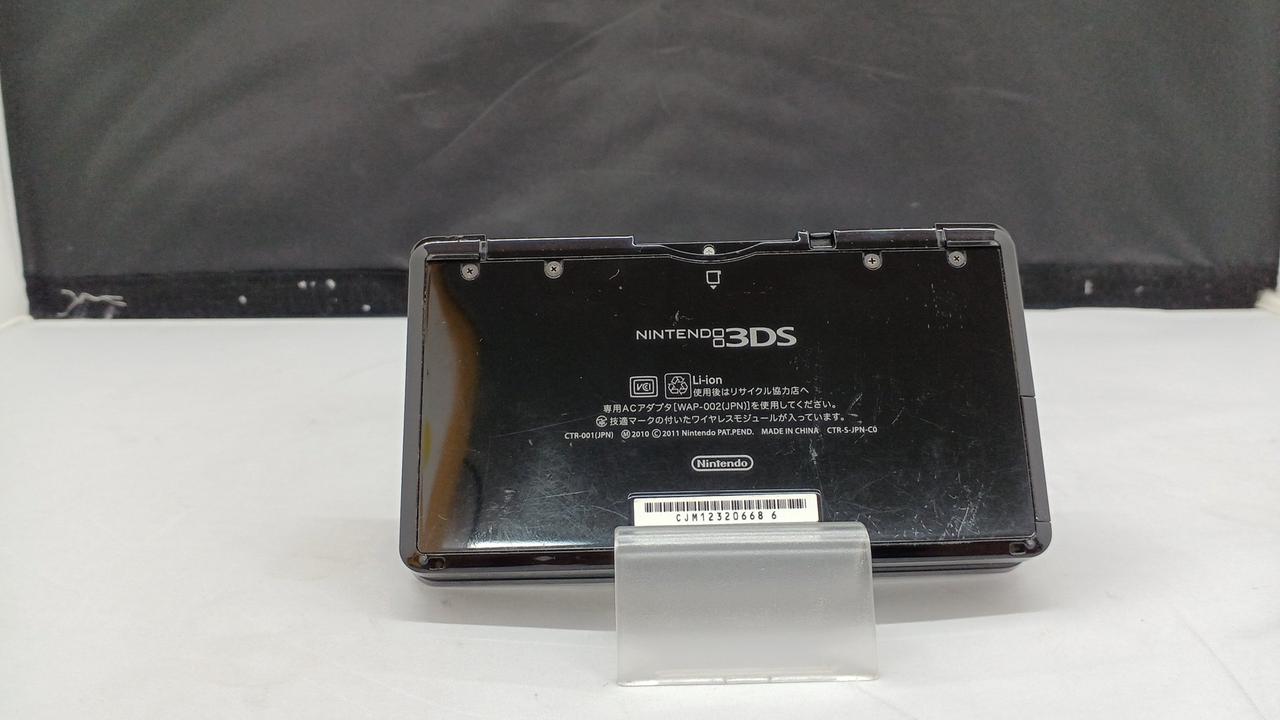 NINTENDO 3DS
VCCI Li-ion
使用後はリサイクル協力店へ
専用ACアダプタ[WAP-002(JPN)]を使用してください。
技適マークの付いたワイヤレスモジュールが入っています。
CTR-001(JPN) Ⓜ 2010 © 2011 Nintendo PAT.PEND. MADE IN CHINA CTR-S-JPN-C0
Nintendo
CJM12320668 6